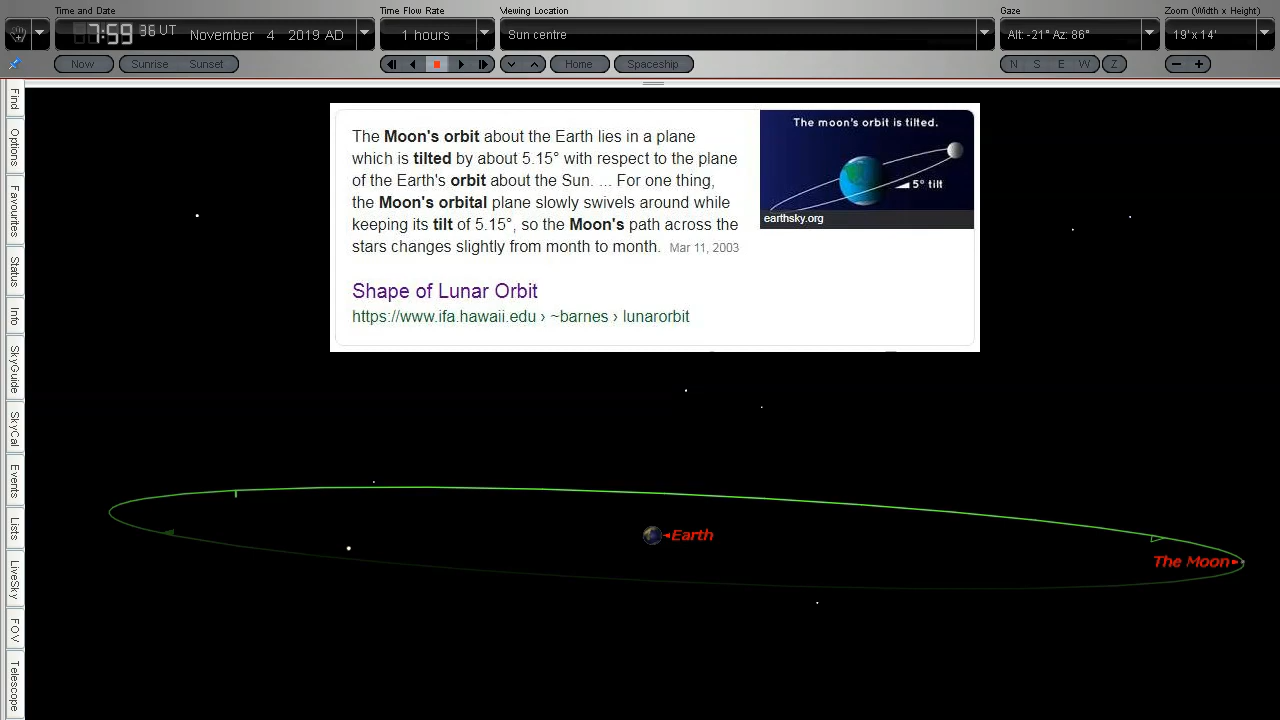 Time and Date
Time Flow Rate
Viewing Location
Gaze
Zoom (Width x Height)
7:59 36 UT November 4 2019 AD
1 hours
Sun centre
Alt: -21° Az: 86°
19' x 14'
Now
Sunrise Sunset
Home
Spaceship
N S E W Z
Find
Options
Favourites
Status
Info
SkyGuide
SkyCal
Events
Lists
LiveSky
FOV
Telescope
The Moon's orbit about the Earth lies in a plane
which is tilted by about 5.15° with respect to the plane
of the Earth's orbit about the Sun. ... For one thing,
the Moon's orbital plane slowly swivels around while
keeping its tilt of 5.15°, so the Moon's path across the
stars changes slightly from month to month. Mar 11, 2003
The moon's orbit is tilted.
5° tilt
earthsky.org
Shape of Lunar Orbit
https://www.ifa.hawaii.edu › ~barnes › lunarorbit
Earth
The Moon